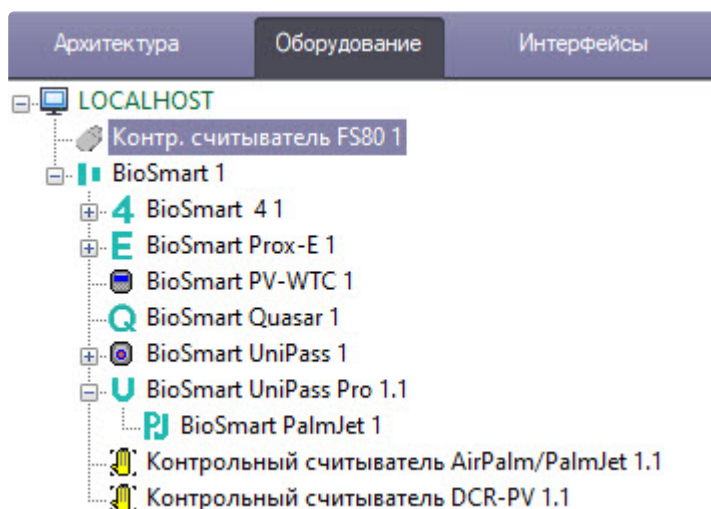 Архитектура Оборудование Интерфейсы
LOCALHOST
Контр. считыватель FS80 1
BioSmart 1
4 BioSmart 4 1
E BioSmart Prox-E 1
BioSmart PV-WTC 1
Q BioSmart Quasar 1
BioSmart UniPass 1
U BioSmart UniPass Pro 1.1
PJ BioSmart PalmJet 1
Контрольный считыватель AirPalm/PalmJet 1.1
Контрольный считыватель DCR-PV 1.1